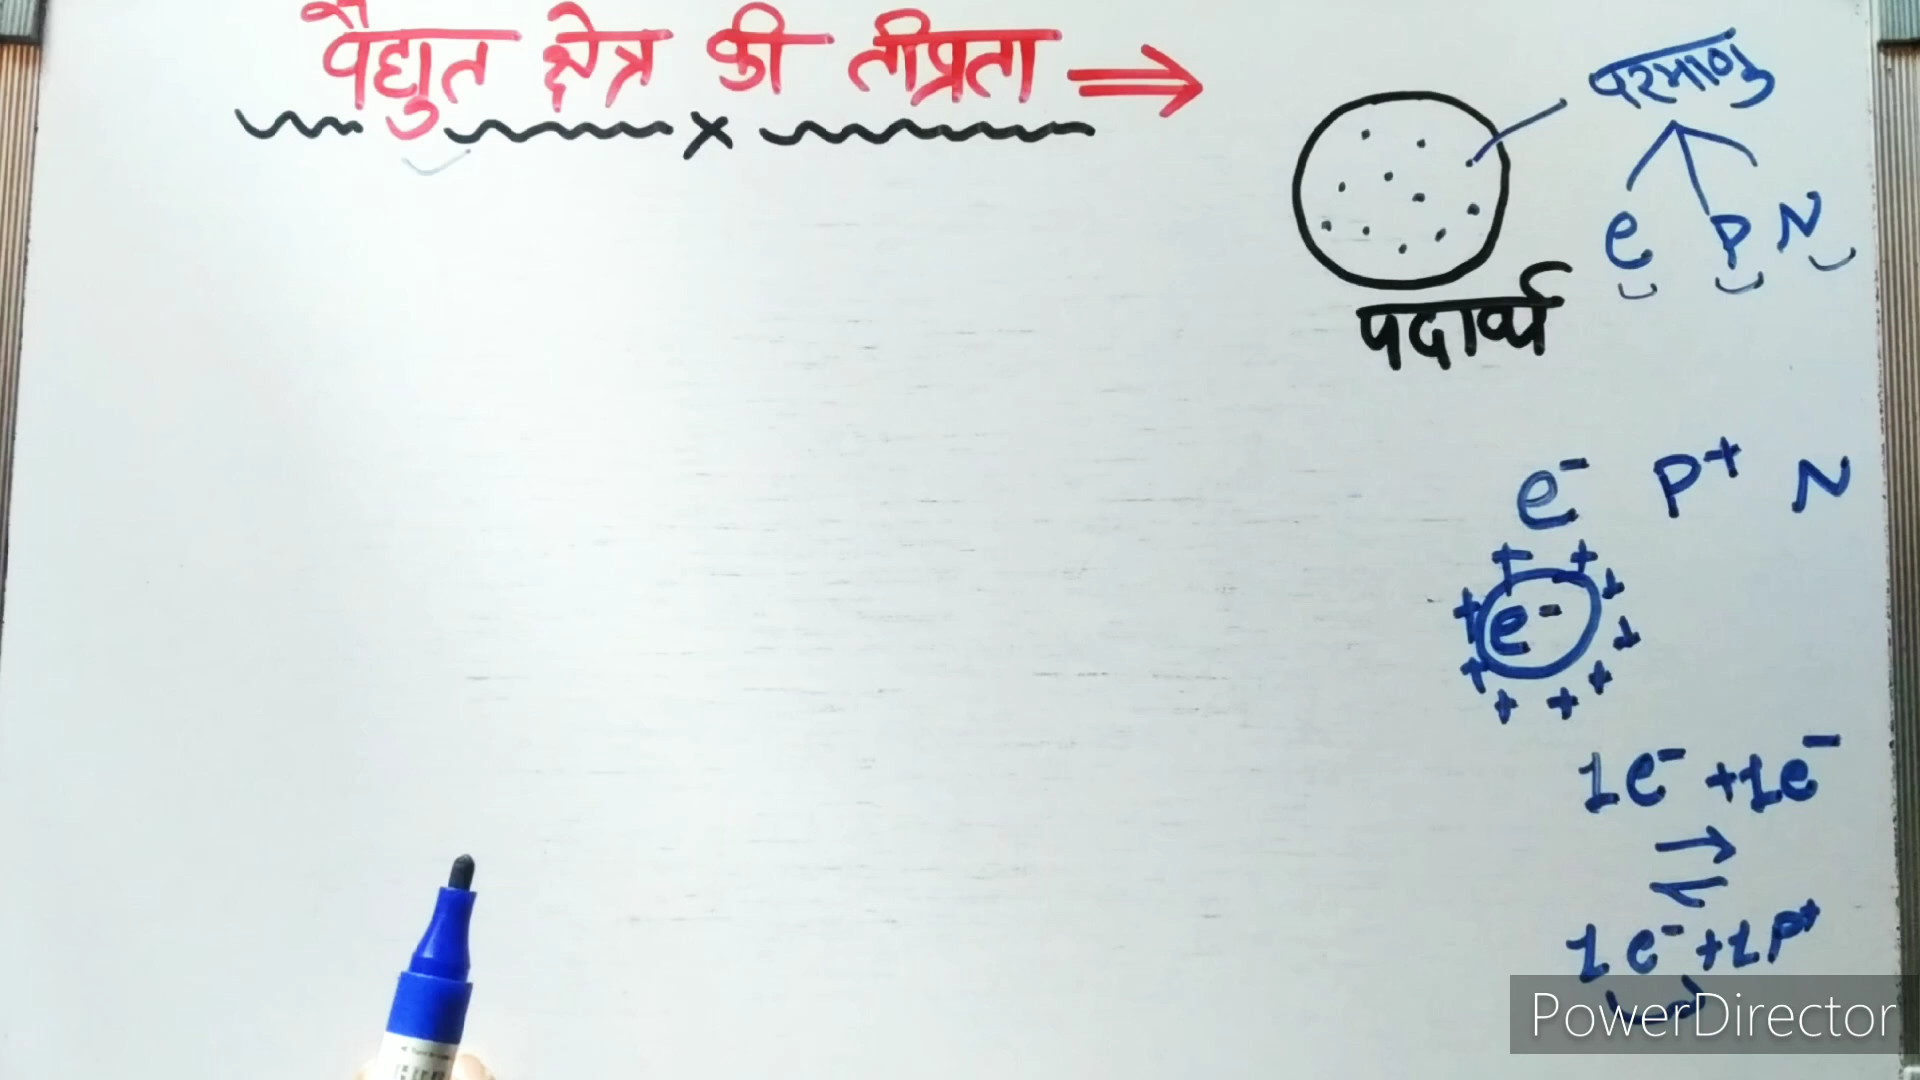 वैद्युत क्षेत्र की तीव्रता ⇒
परमाणु
e P N
पदार्थ
e⁻ P⁺ N
e⁻
1e⁻ + 1e⁻
1e⁻ + 1P⁺
PowerDirector